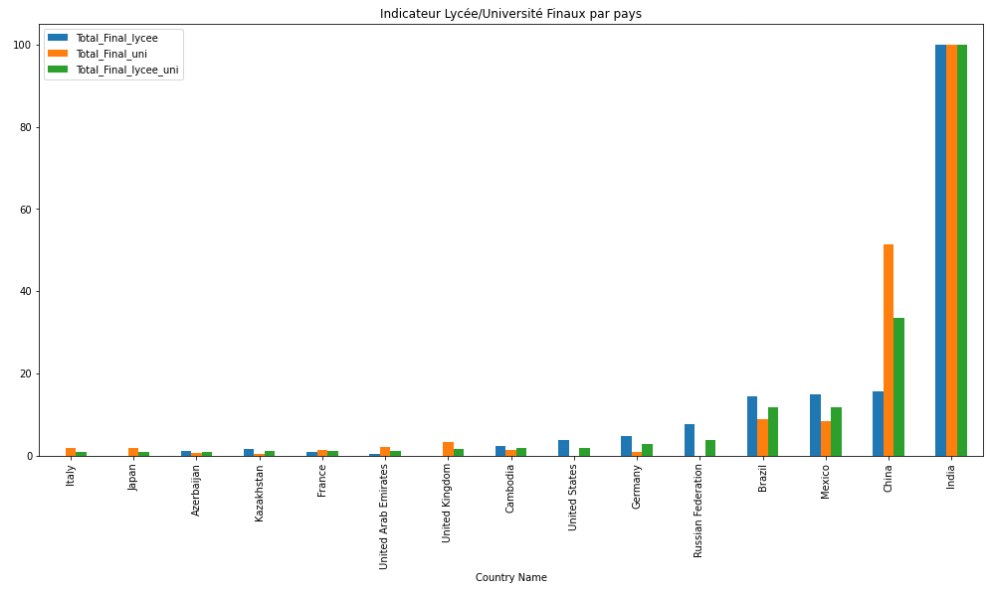 Indicateur Lycée/Université Finaux par pays
Total_Final_lycee
Total_Final_uni
Total_Final_lycee_uni
100
80
60
40
20
0
Italy
Japan
Azerbaijan
Kazakhstan
France
United Arab Emirates
United Kingdom
Cambodia
United States
Germany
Russian Federation
Brazil
Mexico
China
India
Country Name